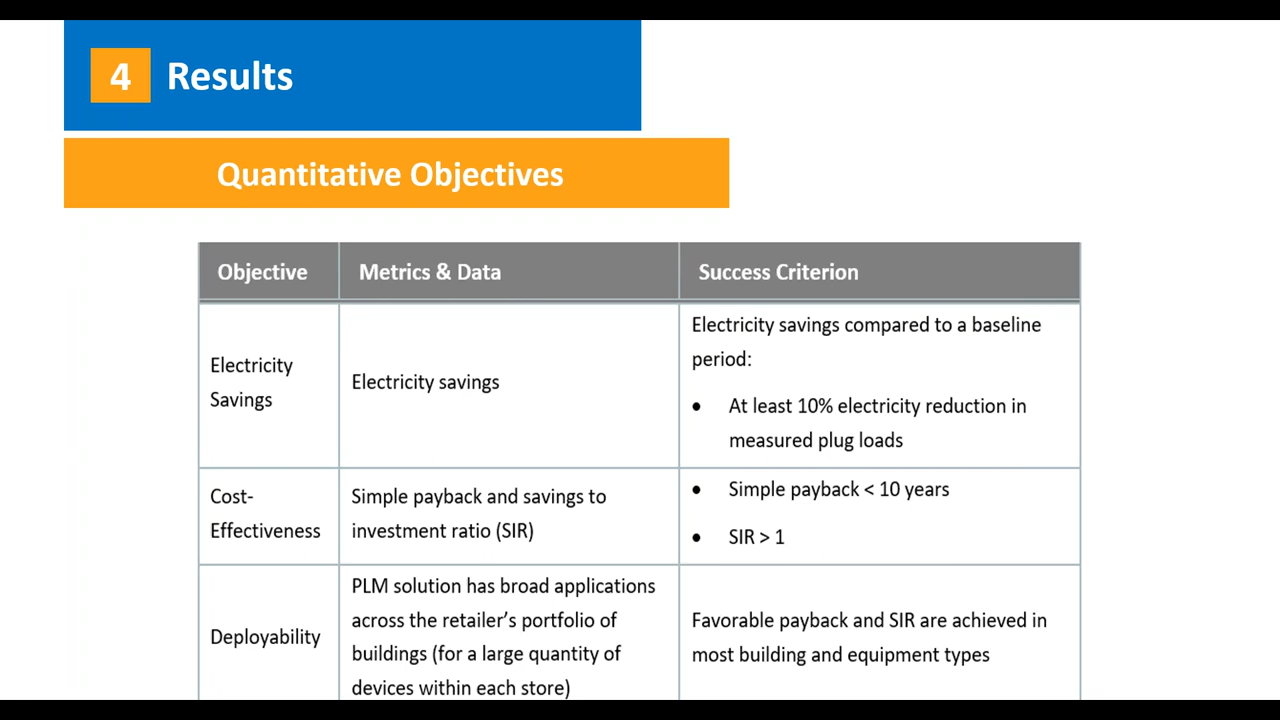 4 Results
Quantitative Objectives
Objective
Metrics & Data
Success Criterion
Electricity
Savings
Electricity savings
Electricity savings compared to a baseline
period:
• At least 10% electricity reduction in
measured plug loads
Cost-
Effectiveness
Simple payback and savings to
investment ratio (SIR)
• Simple payback < 10 years
• SIR > 1
Deployability
PLM solution has broad applications
across the retailer's portfolio of
buildings (for a large quantity of
devices within each store)
Favorable payback and SIR are achieved in
most building and equipment types